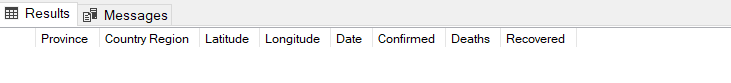 Results Messages
Province Country Region Latitude Longitude Date Confirmed Deaths Recovered